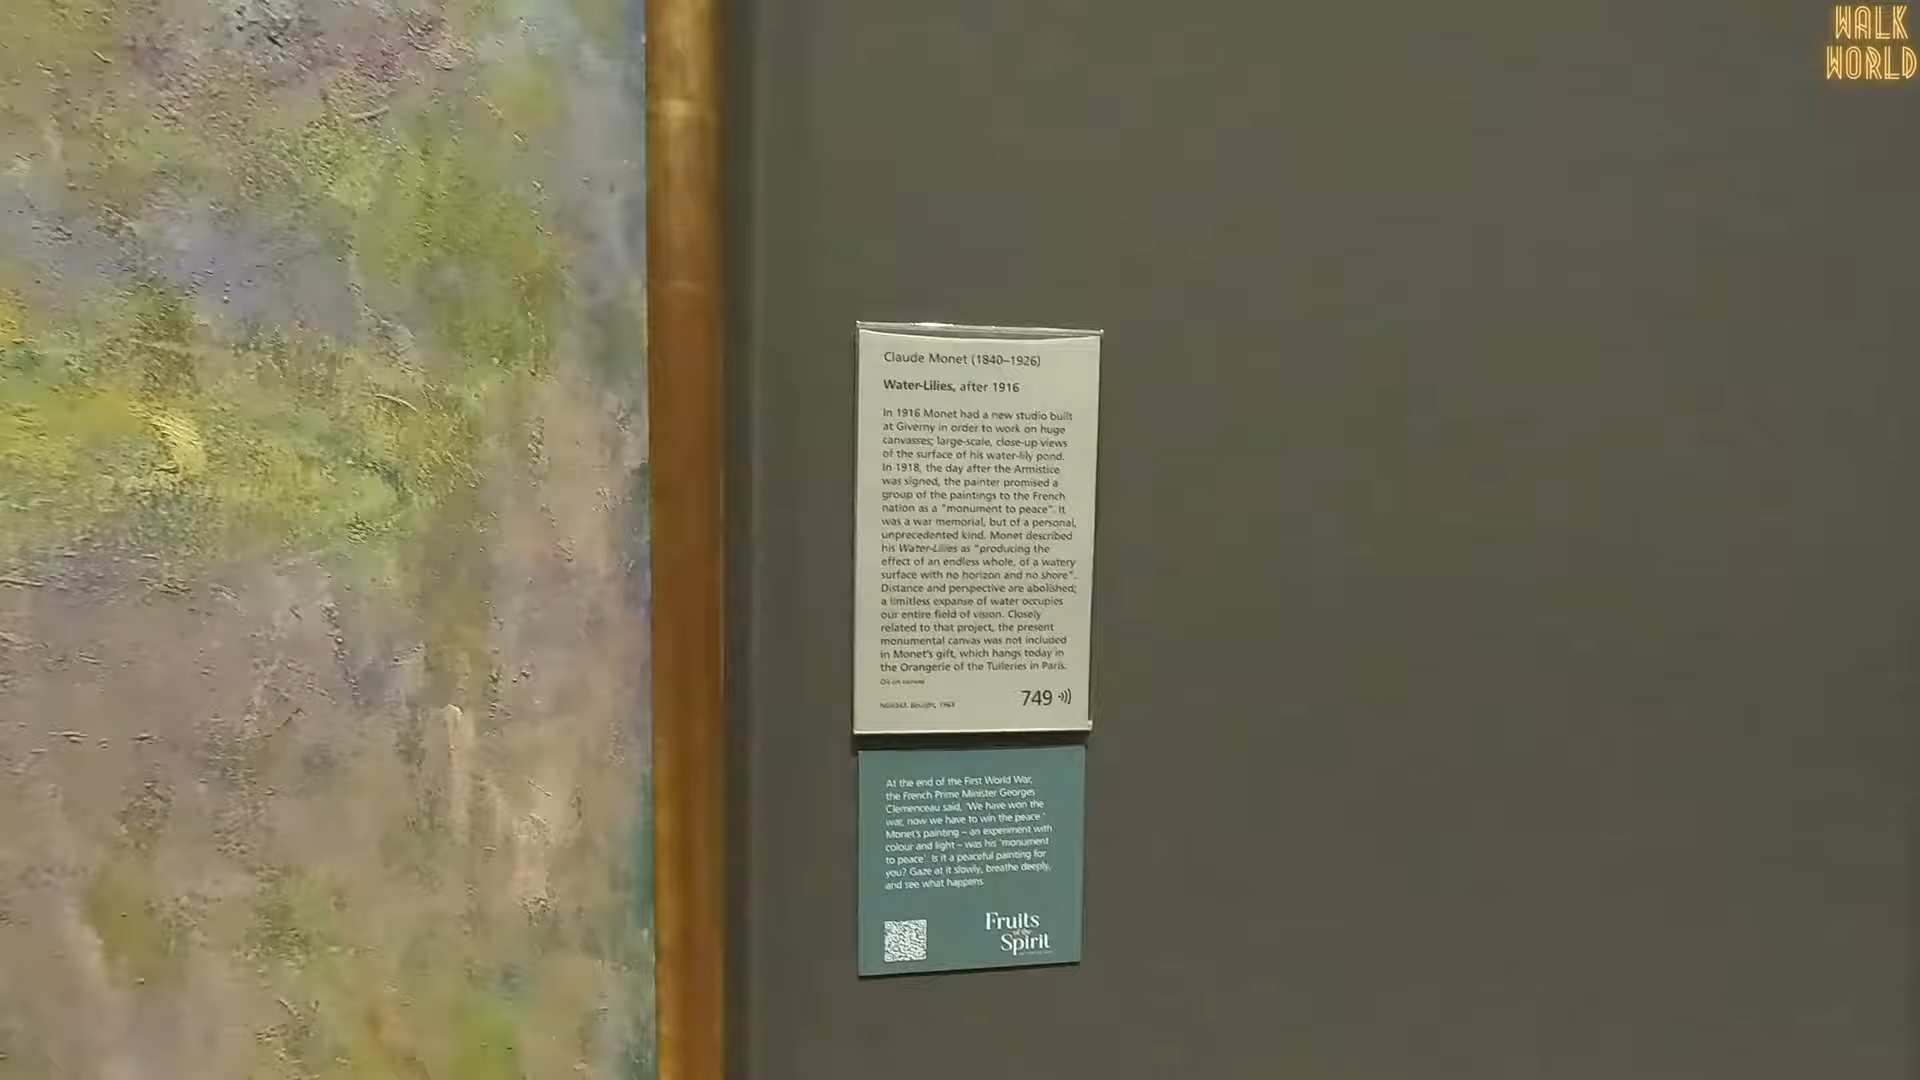 WALK
WORLD
Claude Monet (1840–1926)
Water-Lilies, after 1916
In 1916 Monet had a new studio built
at Giverny in order to work on huge
canvasses; large-scale, close-up views
of the surface of his water-lily pond.
In 1918, the day after the Armistice
was signed, the painter promised a
group of the paintings to the French
nation as a "monument to peace". It
was a war memorial, but of a personal,
unprecedented kind. Monet described
his Water-Lilies as "producing the
effect of an endless whole, of a watery
surface with no horizon and no shore".
Distance and perspective are abolished;
a limitless expanse of water occupies
our entire field of vision. Closely
related to that project, the present
monumental canvas was not included
in Monet's gift, which hangs today in
the Orangerie of the Tuileries in Paris.
Oil on canvas
Bought, 1963
749
At the end of the First World War,
the French Prime Minister Georges
Clemenceau said, 'We have won the
war, now we have to win the peace.'
Monet's painting – an experiment with
colour and light – was his 'monument
to peace'. Is it a peaceful painting for
you? Gaze at it slowly, breathe deeply,
and see what happens.
Fruits
of the
Spirit